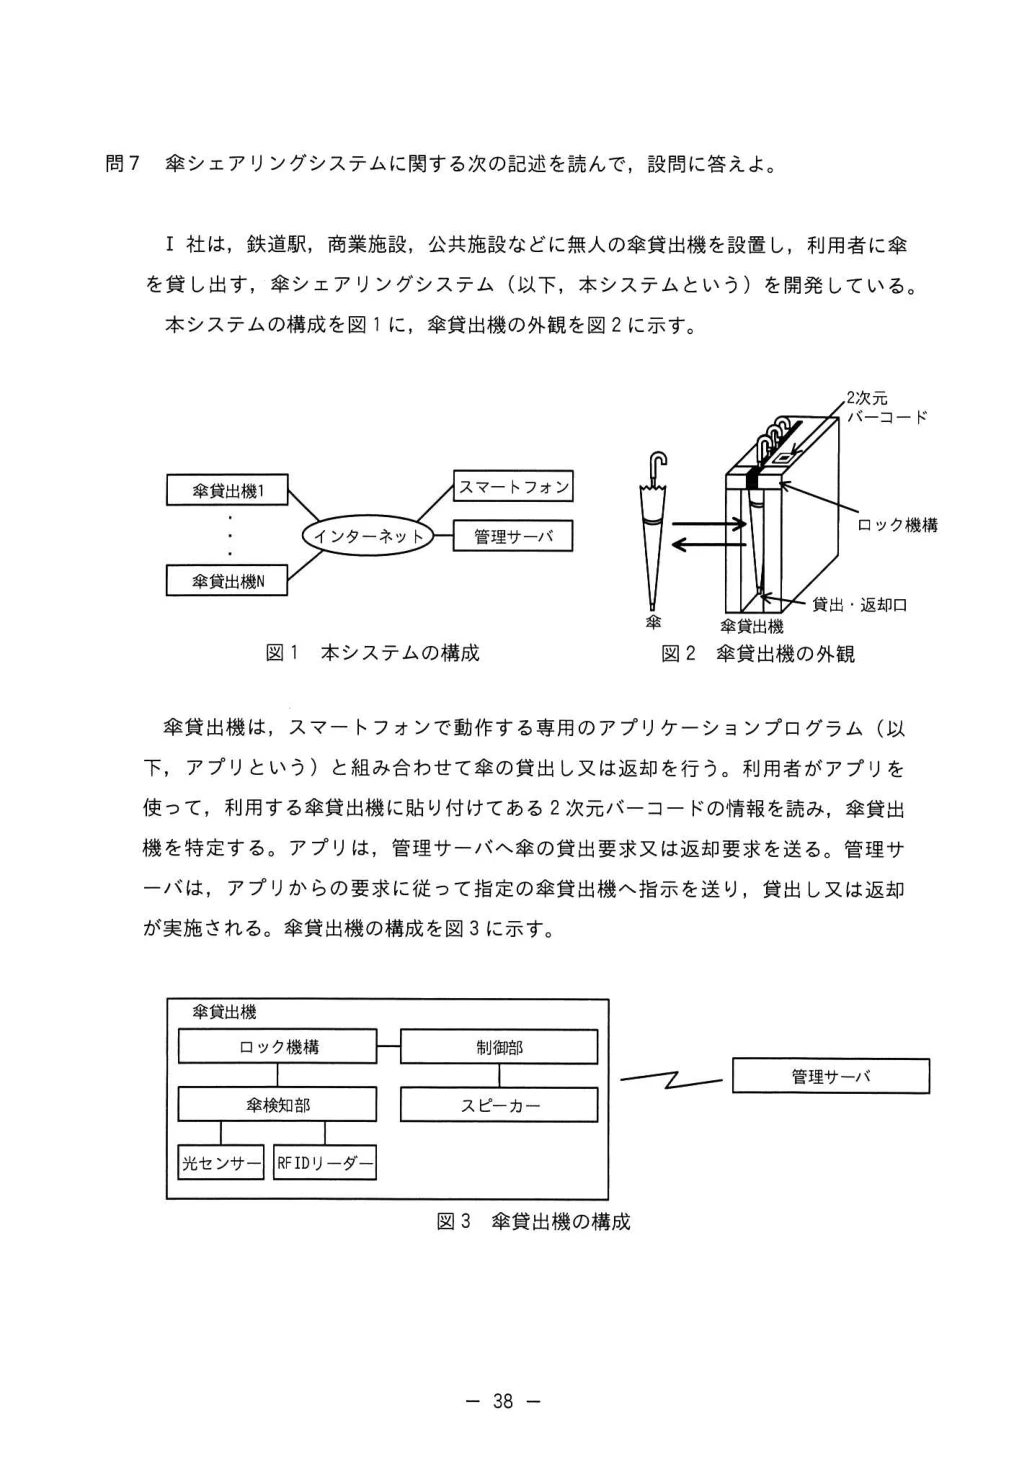 問7 傘シェアリングシステムに関する次の記述を読んで，設問に答えよ。
I 社は，鉄道駅，商業施設，公共施設などに無人の傘貸出機を設置し，利用者に傘
を貸し出す，傘シェアリングシステム（以下，本システムという）を開発している。
本システムの構成を図1に，傘貸出機の外観を図2に示す。
傘貸出機1
傘貸出機N
インターネット
スマートフォン
管理サーバ
図1 本システムの構成
2次元
バーコード
ロック機構
貸出・返却口
傘
傘貸出機
図2 傘貸出機の外観
傘貸出機は，スマートフォンで動作する専用のアプリケーションプログラム（以
下，アプリという）と組み合わせて傘の貸出し又は返却を行う。利用者がアプリを
使って，利用する傘貸出機に貼り付けてある2次元バーコードの情報を読み，傘貸出
機を特定する。アプリは，管理サーバへ傘の貸出要求又は返却要求を送る。管理サ
ーバは，アプリからの要求に従って指定の傘貸出機へ指示を送り，貸出し又は返却
が実施される。傘貸出機の構成を図3に示す。
傘貸出機
ロック機構
制御部
傘検知部
スピーカー
光センサー
RFIDリーダー
管理サーバ
図3 傘貸出機の構成
－ 38 －